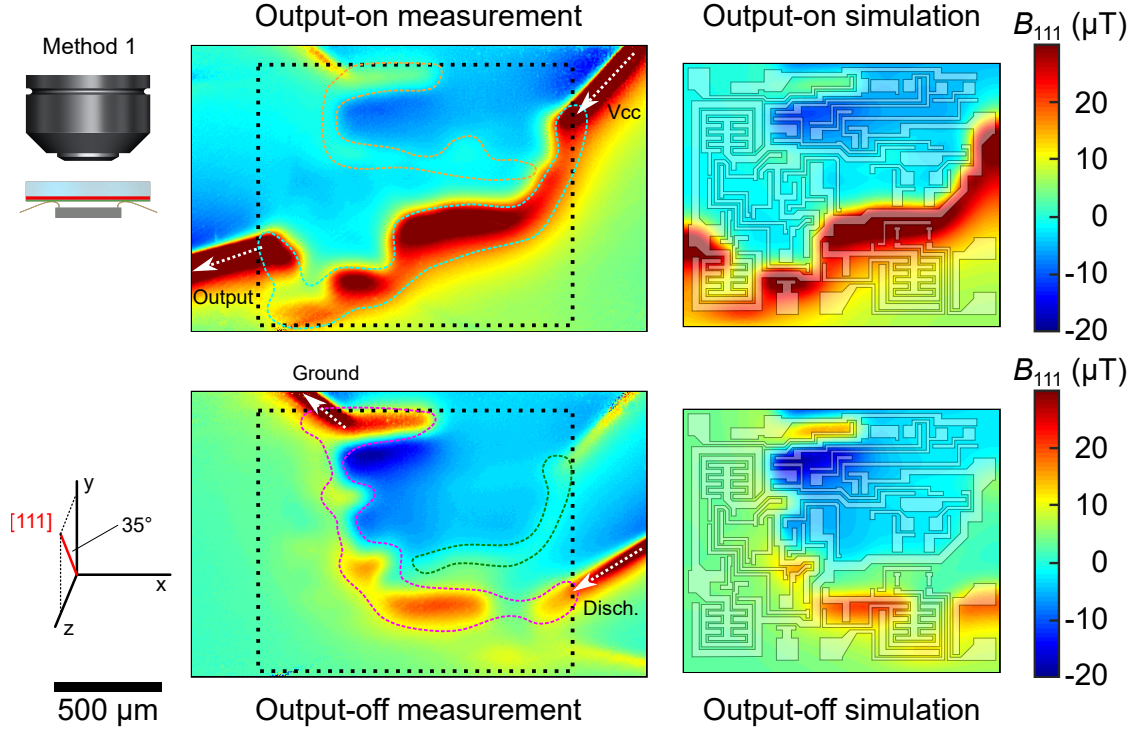 Output-on measurement
Output-on simulation
B111 (µT)
Method 1
Vcc
Output
20
10
0
-10
-20
Ground
B111 (µT)
[111]
y
35°
x
z
Disch.
20
10
0
-10
-20
500 µm
Output-off measurement
Output-off simulation